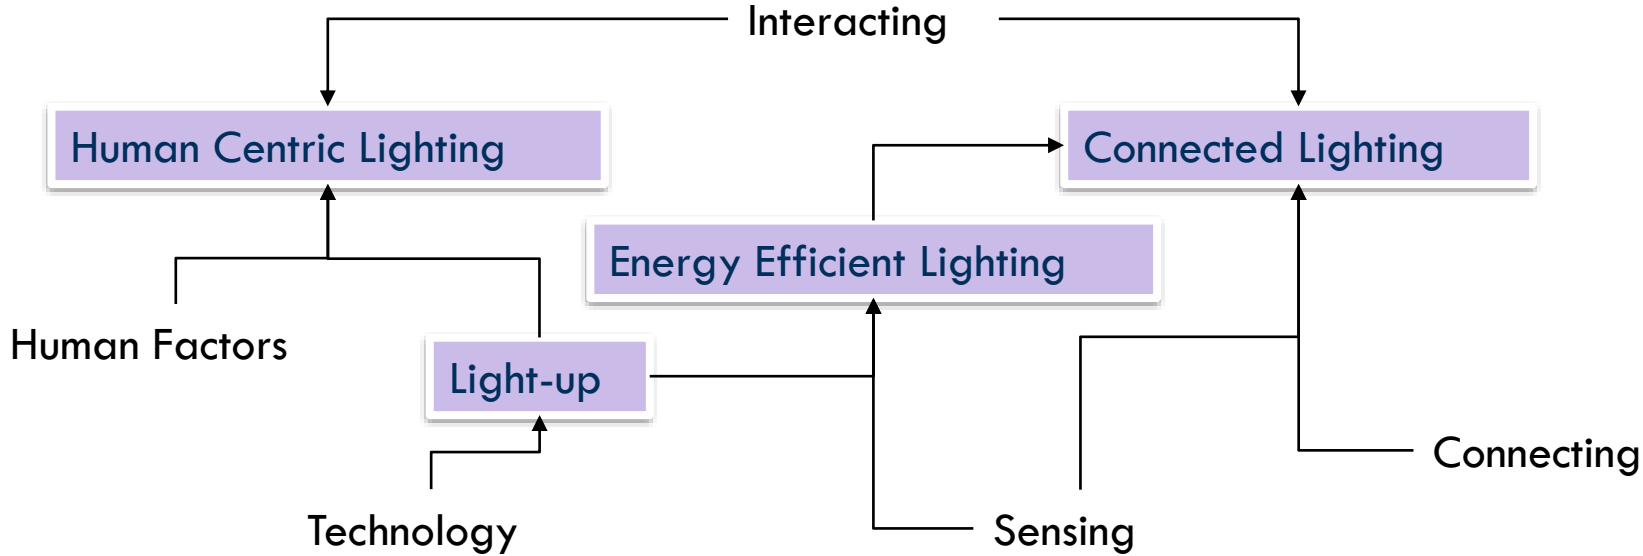 Interacting
Human Centric Lighting
Connected Lighting
Energy Efficient Lighting
Human Factors
Light-up
Connecting
Technology
Sensing